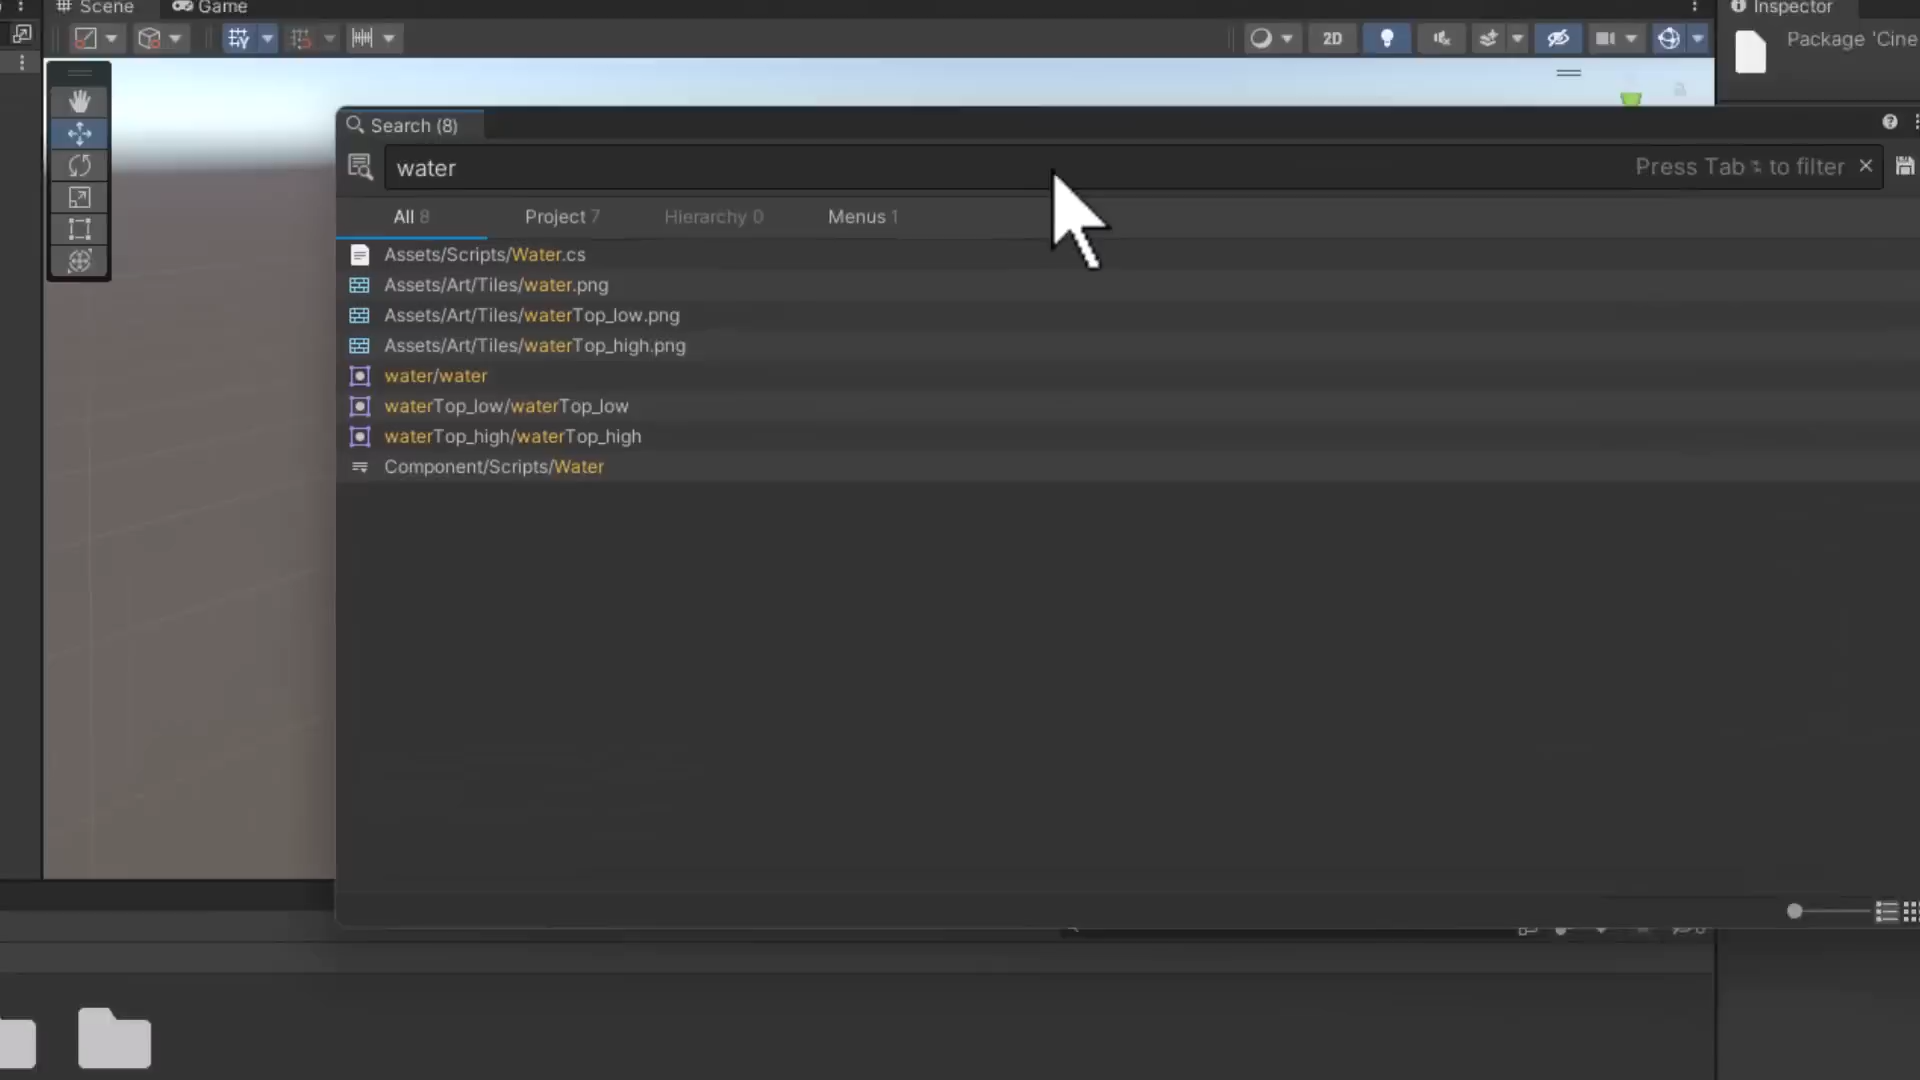 Scene
Game
Inspector
2D
Package 'Cine
Search (8)
water
Press Tab to filter
All 8
Project 7
Hierarchy 0
Menus 1
Assets/Scripts/Water.cs
Assets/Art/Tiles/water.png
Assets/Art/Tiles/waterTop_low.png
Assets/Art/Tiles/waterTop_high.png
water/water
waterTop_low/waterTop_low
waterTop_high/waterTop_high
Component/Scripts/Water